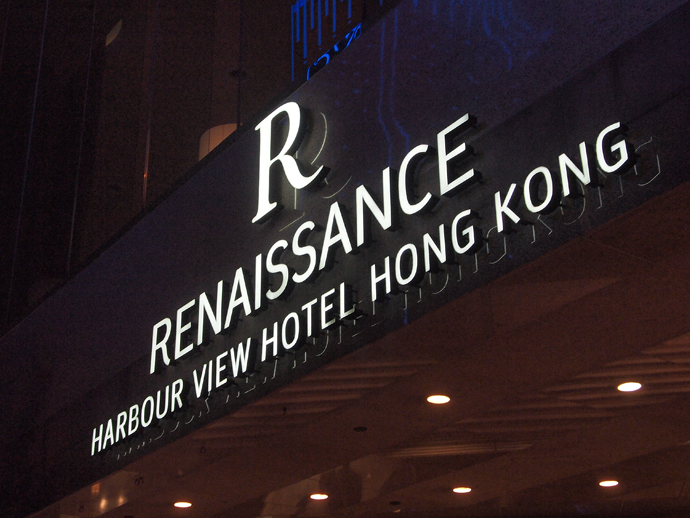 R
RENAISSANCE
HARBOUR VIEW HOTEL HONG KONG